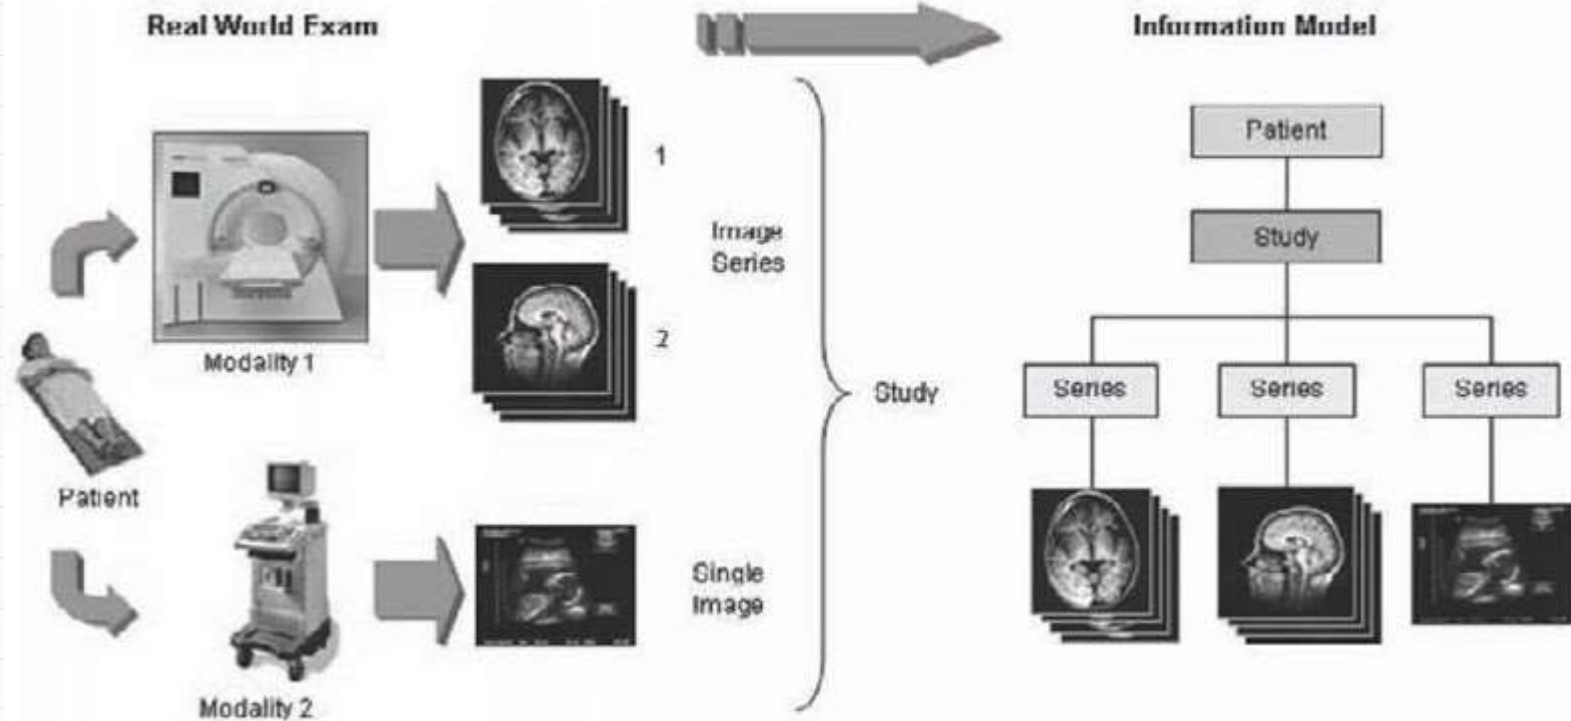 Real World Exam
Information Model
1
Image
Series
2
Modality 1
Patient
Single
Image
Modality 2
Study
Patient
Study
Series
Series
Series